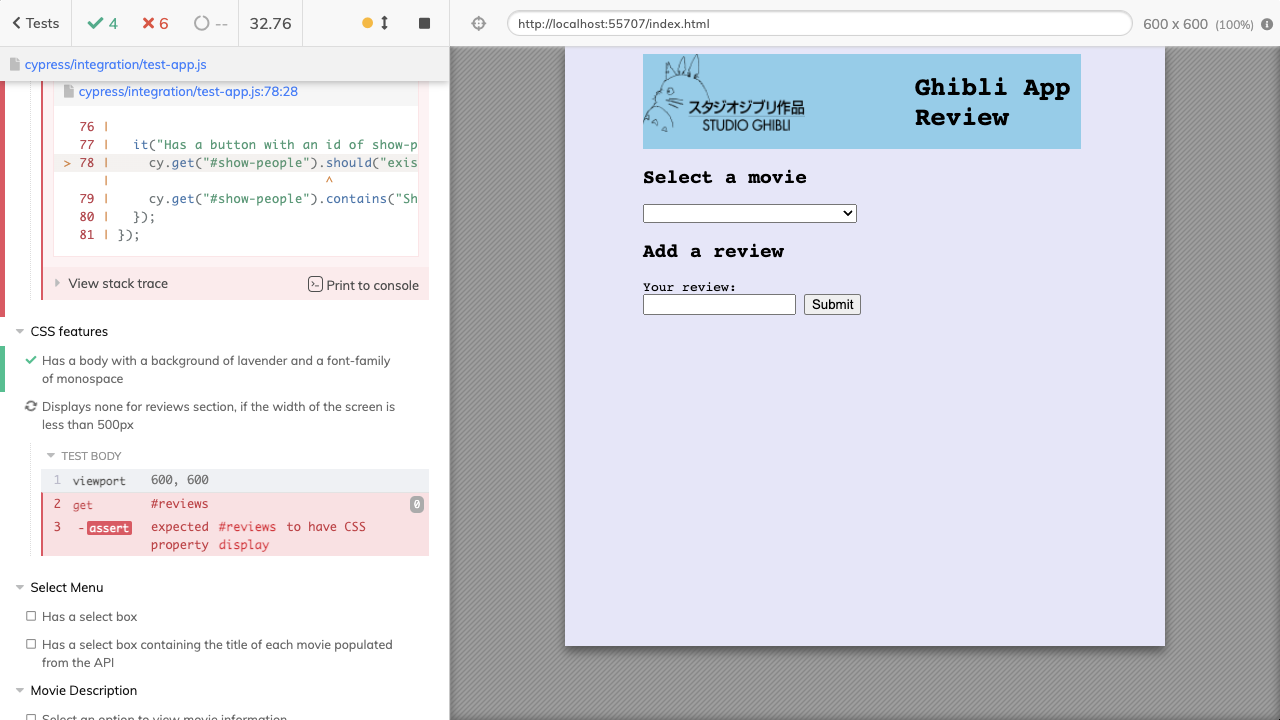 Tests
4
6
--
32.76
http://localhost:55707/index.html
600 x 600 (100%)
cypress/integration/test-app.js
cypress/integration/test-app.js:78:28
76 |
77 | it("Has a button with an id of show-p
> 78 | cy.get("#show-people").should("exis
| ^
79 | cy.get("#show-people").contains("Sh
80 | });
81 | });
View stack trace
Print to console
CSS features
Has a body with a background of lavender and a font-family
of monospace
Displays none for reviews section, if the width of the screen is
less than 500px
TEST BODY
1 viewport 600, 600
2 get #reviews 0
3 -assert expected #reviews to have CSS
property display
Select Menu
Has a select box
Has a select box containing the title of each movie populated
from the API
Movie Description
Select an option to view movie information
スタジオジブリ作品
STUDIO GHIBLI
Ghibli App
Review
Select a movie
Add a review
Your review:
Submit